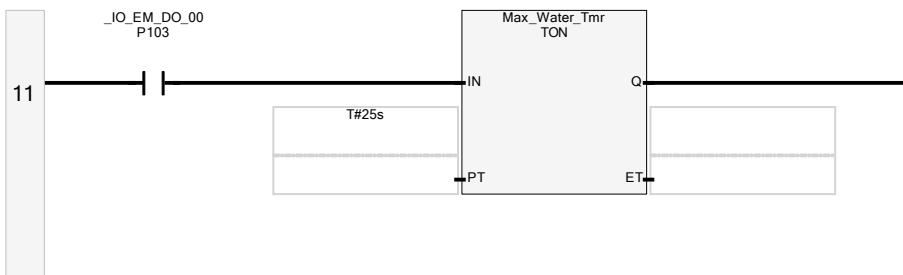 _IO_EM_DO_00
P103
Max_Water_Tmr
TON
11
IN
Q
T#25s
PT
ET